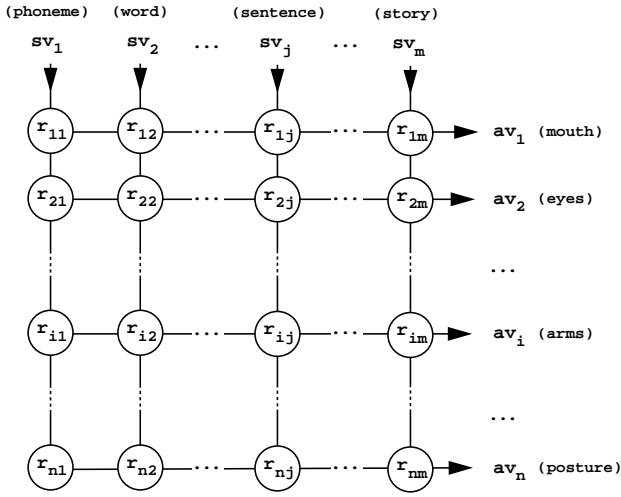 (phoneme) (word) (sentence) (story)
sv1 sv2 ... svj ... svm
r11 r12 ... r1j ... r1m av1 (mouth)
r21 r22 ... r2j ... r2m av2 (eyes)
...
ri1 ri2 ... rij ... rim avi (arms)
...
rn1 rn2 ... rnj ... rnm avn (posture)